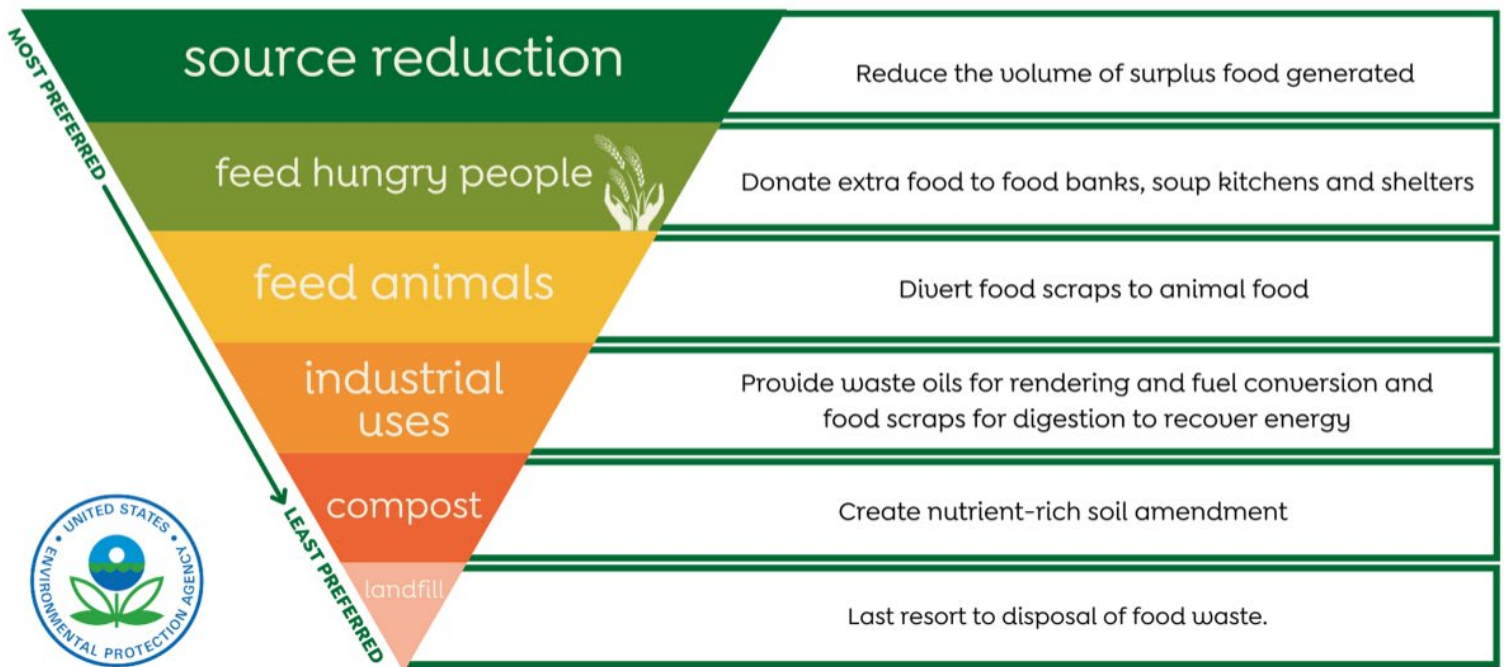 MOST PREFERRED
source reduction
Reduce the volume of surplus food generated
feed hungry people
Donate extra food to food banks, soup kitchens and shelters
feed animals
Divert food scraps to animal food
industrial
uses
Provide waste oils for rendering and fuel conversion and
food scraps for digestion to recover energy
compost
Create nutrient-rich soil amendment
LEAST PREFERRED
landfill
Last resort to disposal of food waste.
UNITED STATES
ENVIRONMENTAL PROTECTION AGENCY